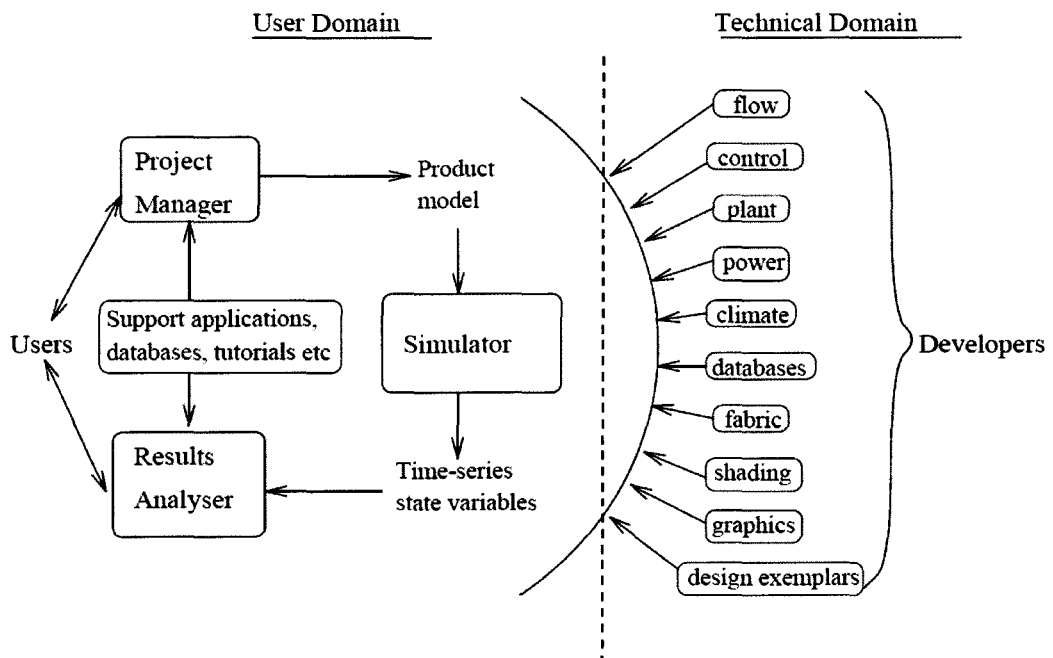 User Domain
Technical Domain
Project
Manager
Product
model
Users
Support applications,
databases, tutorials etc
Simulator
Results
Analyser
Time-series
state variables
flow
control
plant
power
climate
databases
fabric
shading
graphics
design exemplars
Developers